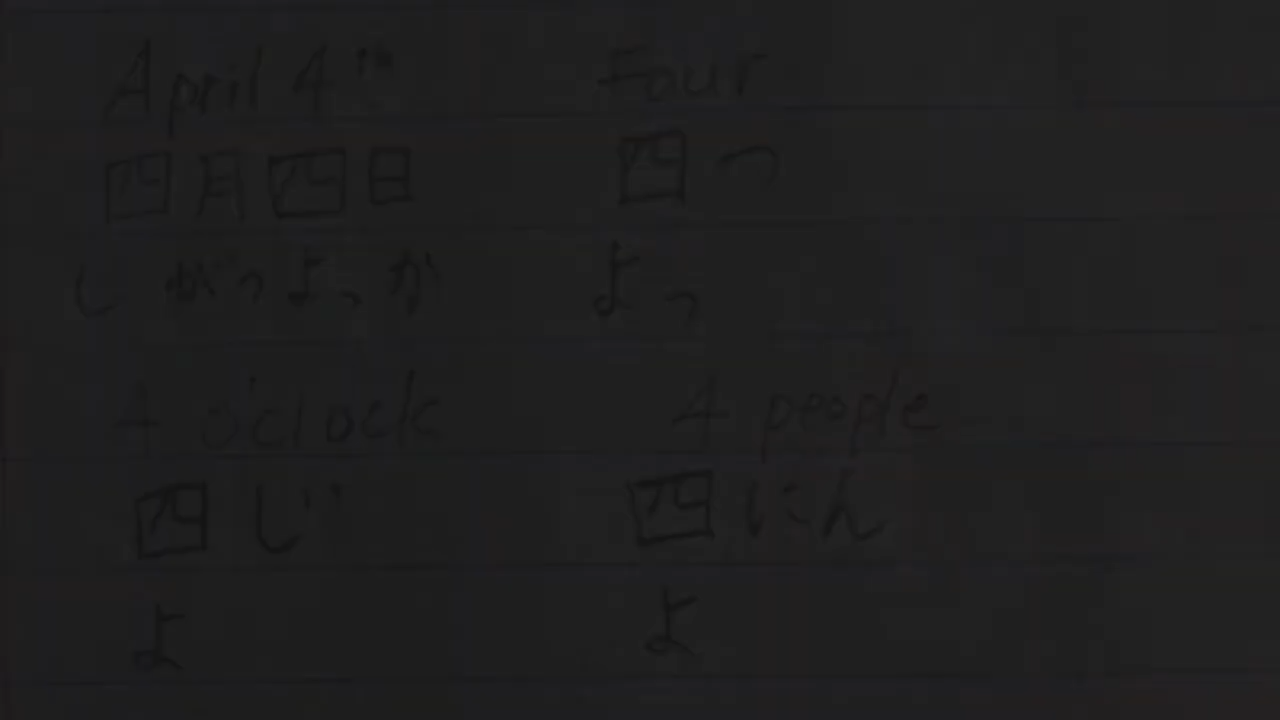 April 4th
四月四日
し がつ よっ か
Four
四つ
よっ
4 o'clock
四じ
よ
4 people
四にん
よ